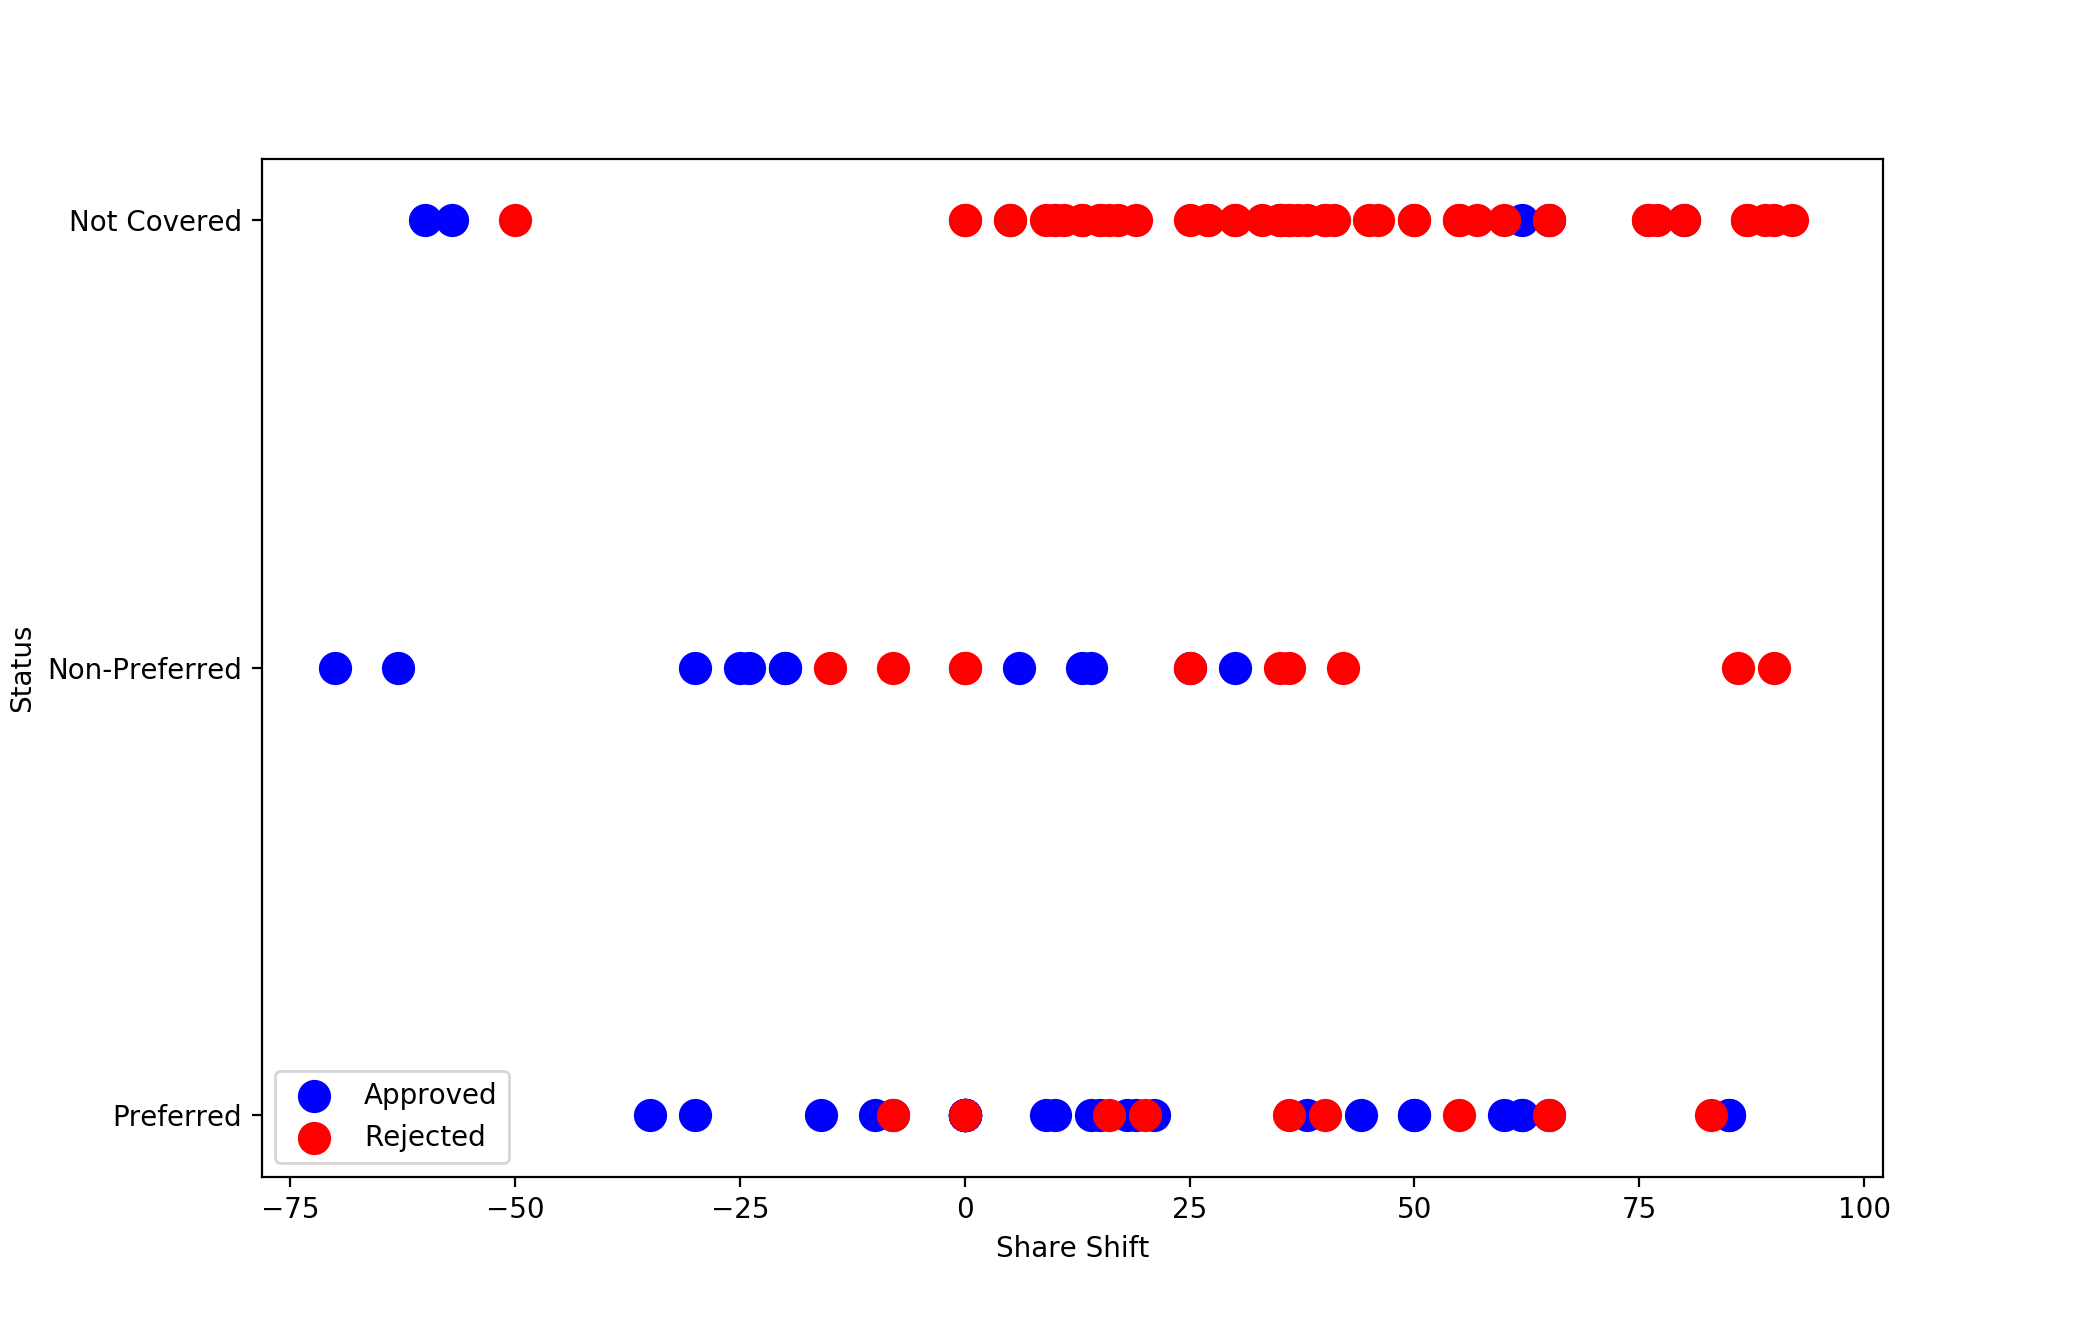 Not Covered
Non-Preferred
Preferred
Status
Approved
Rejected
−75 −50 −25 0 25 50 75 100
Share Shift